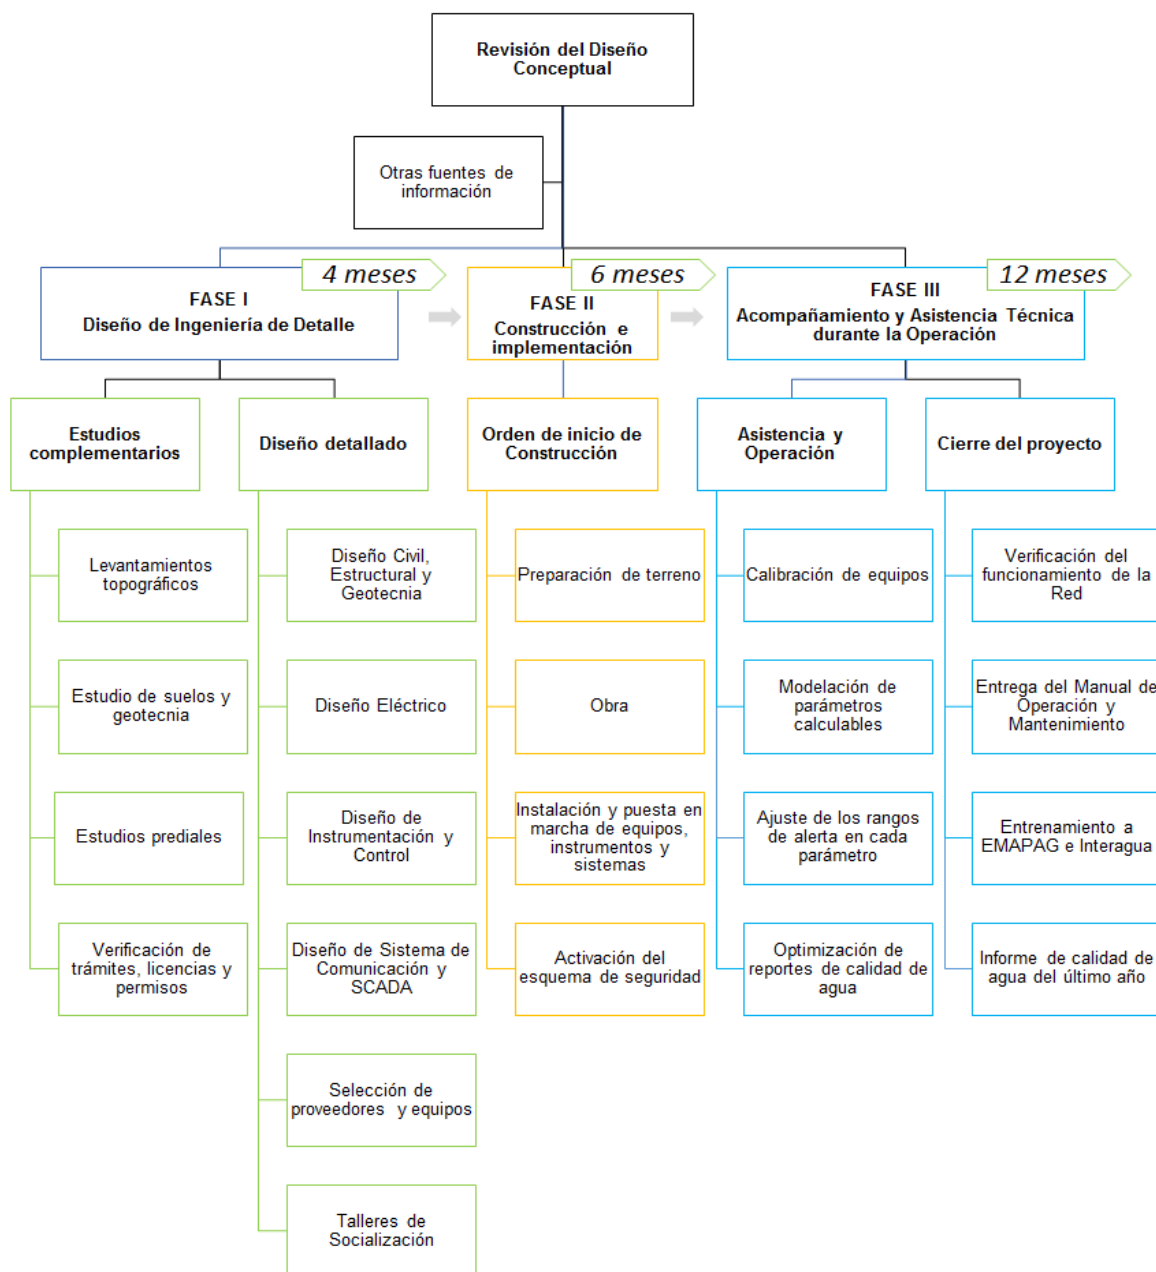 Revisión del Diseño
Conceptual
Otras fuentes de
información
4 meses
FASE I
Diseño de Ingeniería de Detalle
6 meses
FASE II
Construcción e
implementación
12 meses
FASE III
Acompañamiento y Asistencia Técnica
durante la Operación
Estudios
complementarios
Diseño detallado
Orden de inicio de
Construcción
Asistencia y
Operación
Cierre del proyecto
Levantamientos
topográficos
Diseño Civil,
Estructural y
Geotecnia
Preparación de terreno
Calibración de equipos
Verificación del
funcionamiento de la
Red
Estudio de suelos y
geotecnia
Diseño Eléctrico
Obra
Modelación de
parámetros
calculables
Entrega del Manual de
Operación y
Mantenimiento
Estudios prediales
Diseño de
Instrumentación y
Control
Instalación y puesta en
marcha de equipos,
instrumentos y
sistemas
Ajuste de los rangos
de alerta en cada
parámetro
Entrenamiento a
EMAPAG e Interagua
Verificación de
trámites, licencias y
permisos
Diseño de Sistema de
Comunicación y
SCADA
Activación del
esquema de seguridad
Optimización de
reportes de calidad de
agua
Informe de calidad de
agua del último año
Selección de
proveedores y equipos
Talleres de
Socialización